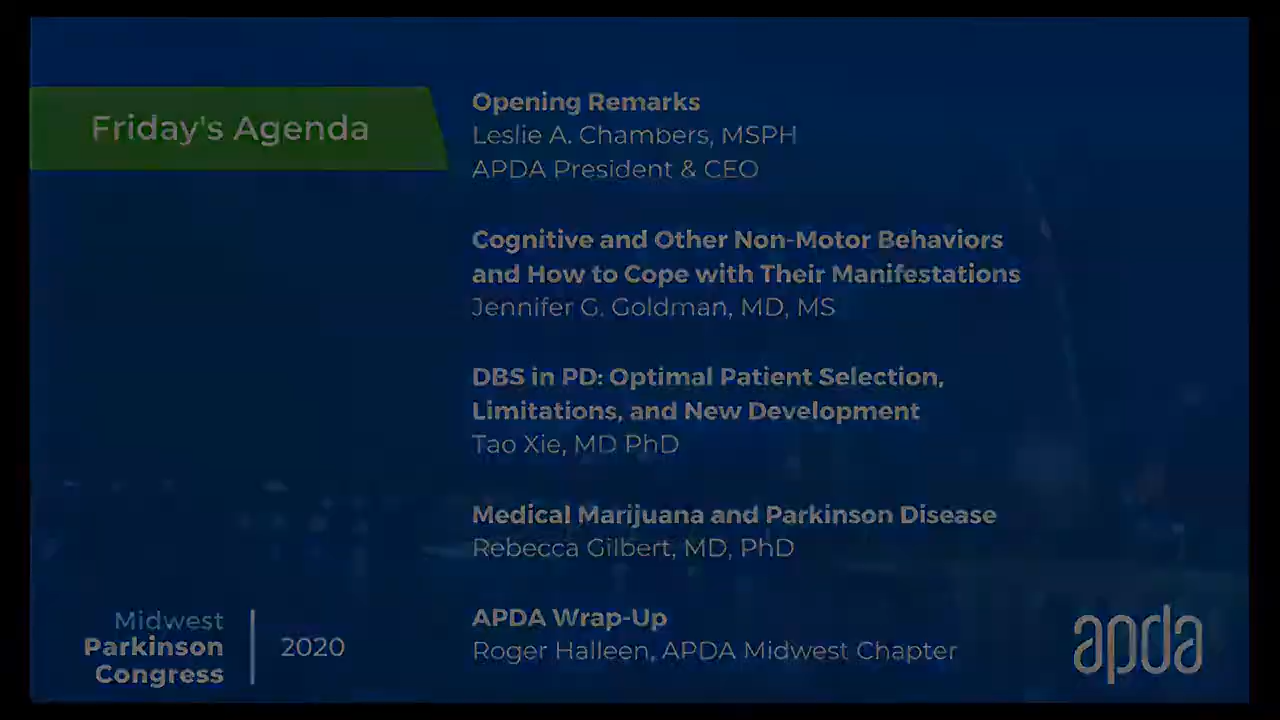 Friday's Agenda
Opening Remarks
Leslie A. Chambers, MSPH
APDA President & CEO
Cognitive and Other Non-Motor Behaviors
and How to Cope with Their Manifestations
Jennifer G. Goldman, MD, MS
DBS in PD: Optimal Patient Selection,
Limitations, and New Development
Tao Xie, MD PhD
Medical Marijuana and Parkinson Disease
Rebecca Gilbert, MD, PhD
APDA Wrap-Up
Roger Halleen, APDA Midwest Chapter
Midwest
Parkinson
Congress
2020
apda